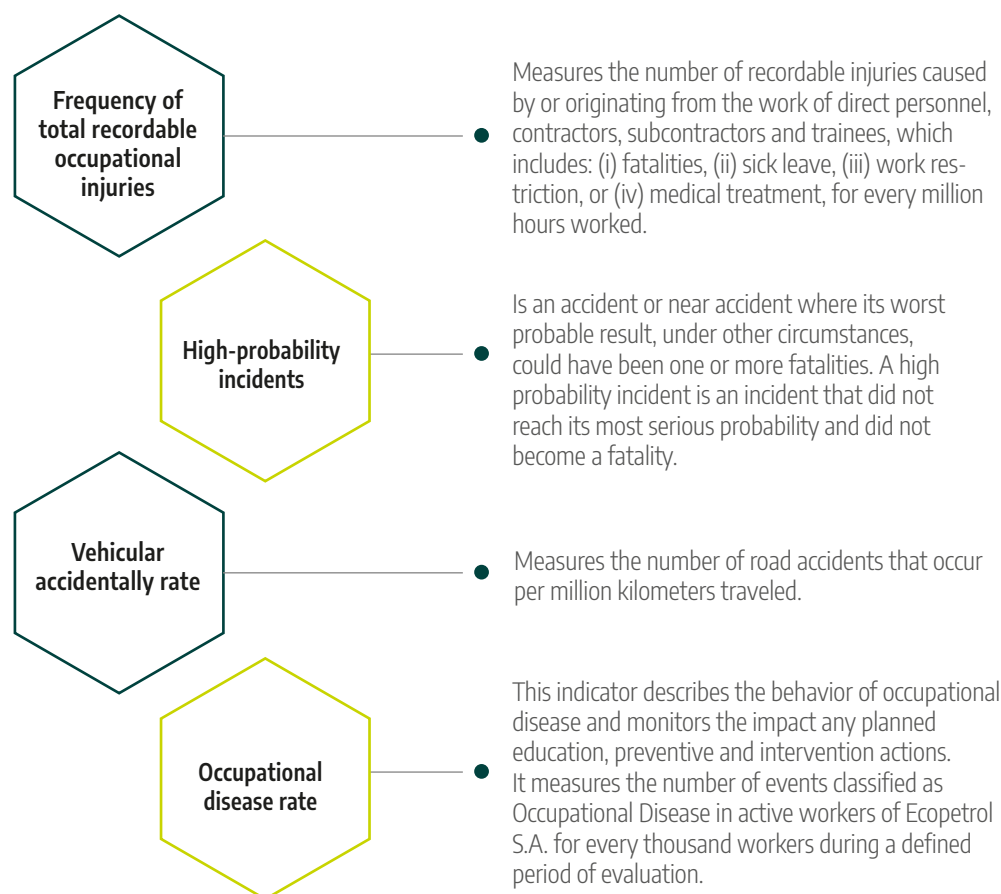 Frequency of
total recordable
occupational
injuries
Measures the number of recordable injuries caused
by or originating from the work of direct personnel,
contractors, subcontractors and trainees, which
includes: (i) fatalities, (ii) sick leave, (iii) work res-
triction, or (iv) medical treatment, for every million
hours worked.
High-probability
incidents
Is an accident or near accident where its worst
probable result, under other circumstances,
could have been one or more fatalities. A high
probability incident is an incident that did not
reach its most serious probability and did not
become a fatality.
Vehicular
accidentally rate
Measures the number of road accidents that occur
per million kilometers traveled.
Occupational
disease rate
This indicator describes the behavior of occupational
disease and monitors the impact any planned
education, preventive and intervention actions.
It measures the number of events classified as
Occupational Disease in active workers of Ecopetrol
S.A. for every thousand workers during a defined
period of evaluation.